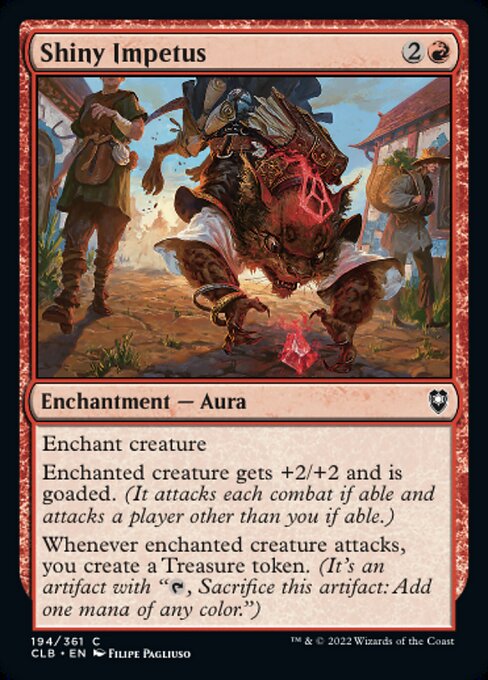 Shiny Impetus 2
Enchantment — Aura
Enchant creature
Enchanted creature gets +2/+2 and is
goaded. (It attacks each combat if able and
attacks a player other than you if able.)
Whenever enchanted creature attacks,
you create a Treasure token. (It's an
artifact with “, Sacrifice this artifact: Add
one mana of any color.”)
194/361 C ™ & © 2022 Wizards of the Coast
CLB • EN Filipe Pagliuso